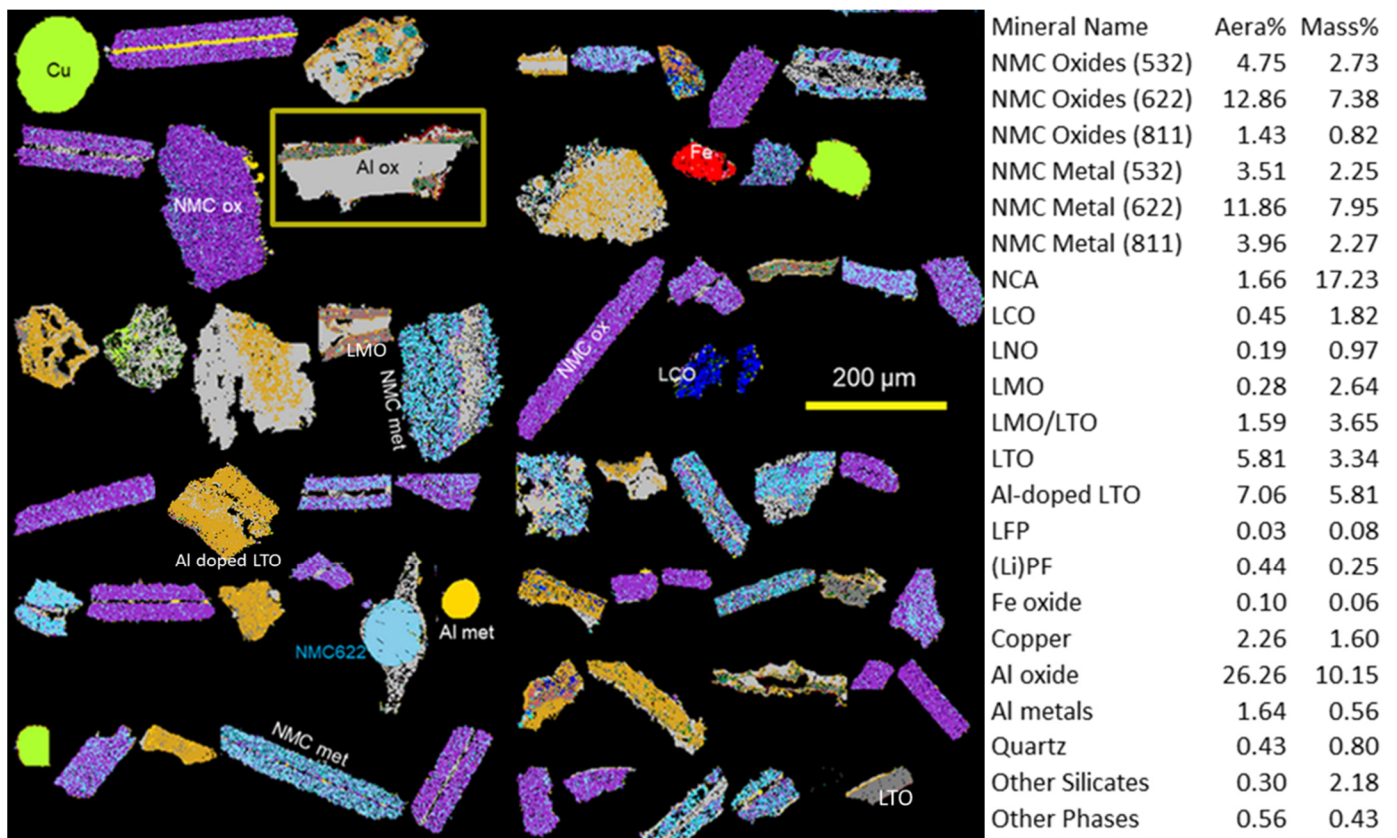 Cu
Al ox
NMC ox
Fe
LMO
NMC met
NMC ox
LCO
200 µm
Al doped LTO
NMC622
Al met
NMC met
LTO
Mineral Name Aera% Mass%
NMC Oxides (532) 4.75 2.73
NMC Oxides (622) 12.86 7.38
NMC Oxides (811) 1.43 0.82
NMC Metal (532) 3.51 2.25
NMC Metal (622) 11.86 7.95
NMC Metal (811) 3.96 2.27
NCA 1.66 17.23
LCO 0.45 1.82
LNO 0.19 0.97
LMO 0.28 2.64
LMO/LTO 1.59 3.65
LTO 5.81 3.34
Al-doped LTO 7.06 5.81
LFP 0.03 0.08
(Li)PF 0.44 0.25
Fe oxide 0.10 0.06
Copper 2.26 1.60
Al oxide 26.26 10.15
Al metals 1.64 0.56
Quartz 0.43 0.80
Other Silicates 0.30 2.18
Other Phases 0.56 0.43